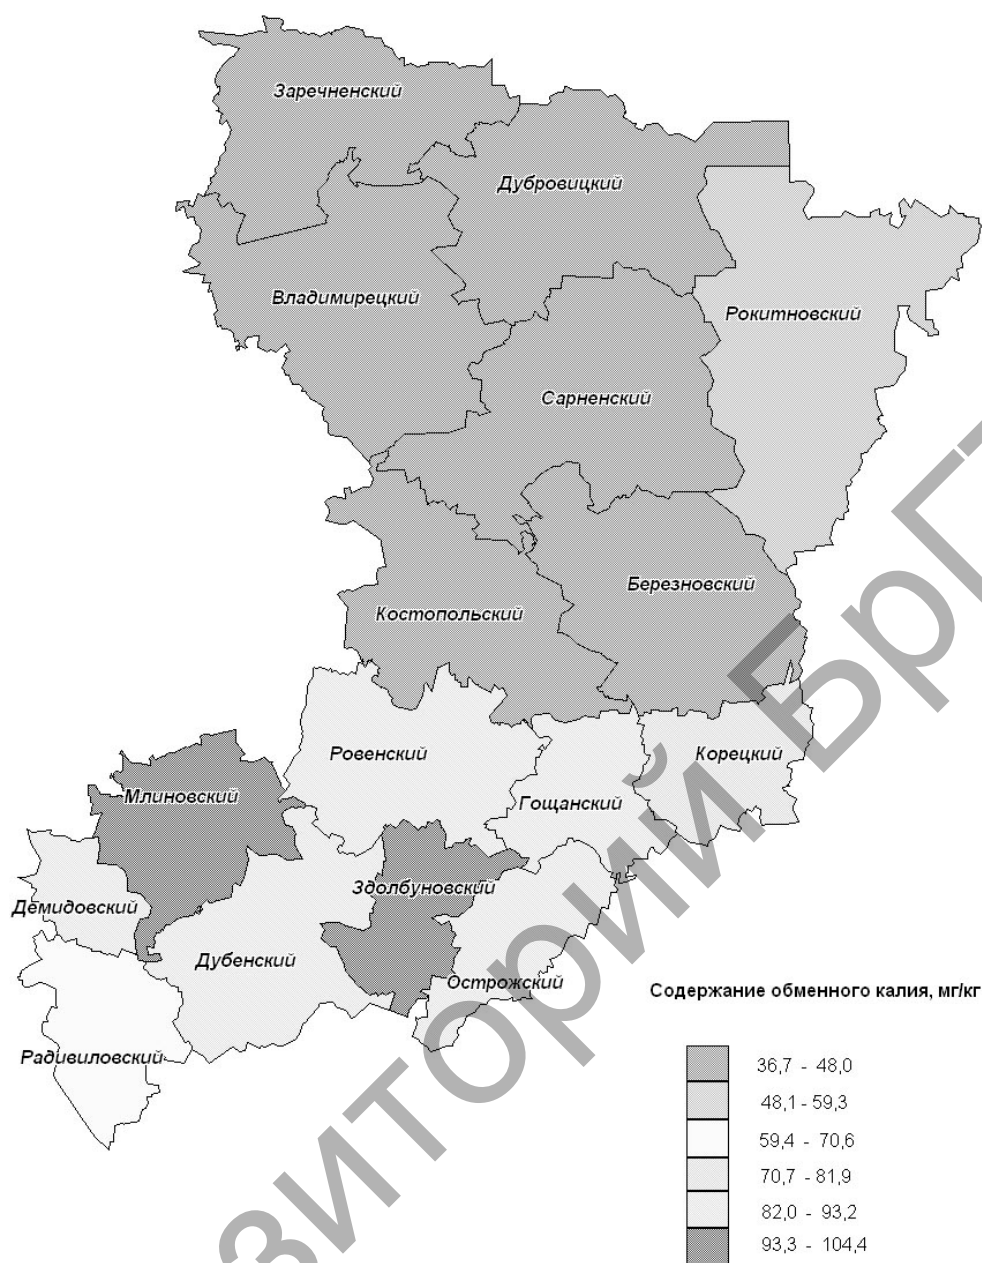 Заречненский
Дубровицкий
Владимирецкий
Рокитновский
Сарненский
Березновский
Костопольский
Ровенский
Корецкий
Млиновский
Гощанский
Здолбуновский
Демидовский
Дубенский
Острожский
Содержание обменного калия, мг/кг
Радивиловский
36,7 - 48,0
48,1 - 59,3
59,4 - 70,6
70,7 - 81,9
82,0 - 93,2
93,3 - 104,4
зиторий БрГ